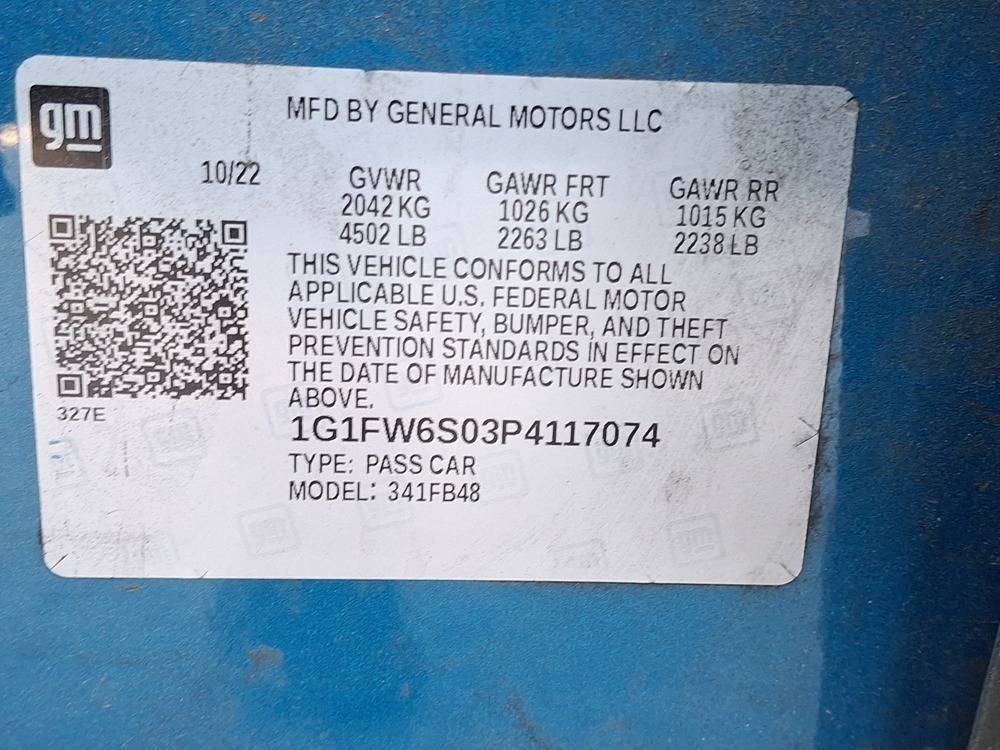 gm
MFD BY GENERAL MOTORS LLC
10/22
GVWR GAWR FRT GAWR RR
2042 KG 1026 KG 1015 KG
4502 LB 2263 LB 2238 LB
THIS VEHICLE CONFORMS TO ALL
APPLICABLE U.S. FEDERAL MOTOR
VEHICLE SAFETY, BUMPER, AND THEFT
PREVENTION STANDARDS IN EFFECT ON
THE DATE OF MANUFACTURE SHOWN
ABOVE.
327E
1G1FW6S03P4117074
TYPE: PASS CAR
MODEL: 341FB48